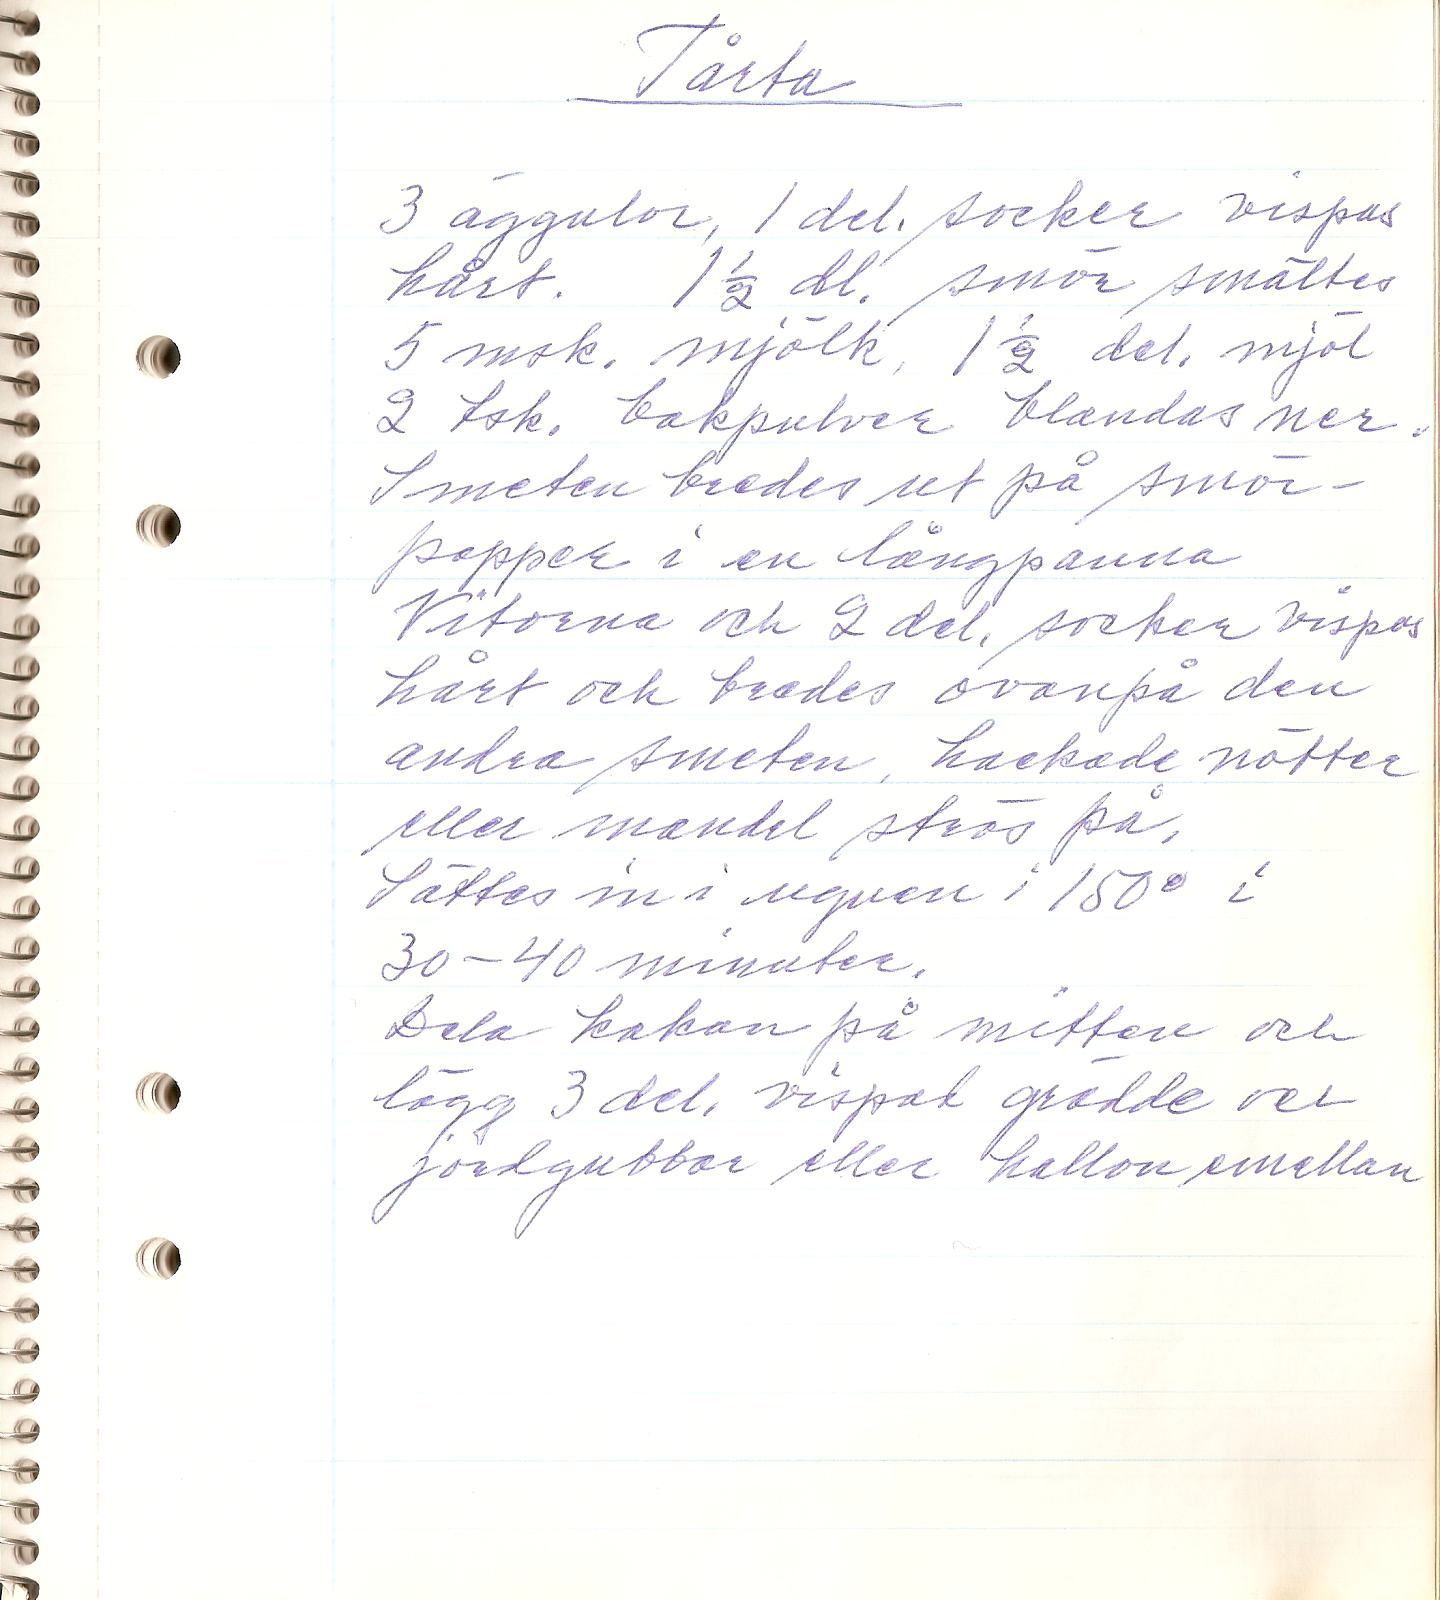 Tårta
3 äggulor, 1 del. socker vispas
hårt. 1 1/2 dl. smör smältes
5 msk. mjölk, 1 1/2 del. mjöl
2 tsk. bakpulver blandas ner.
Smeten bredes ut på smör-
papper i en långpanna
Vitorna och 2 del. socker vispas
hårt och bredes ovanpå den
andra smeten, hackade nötter
eller mandel strös på.
Sättes in i ugnen i 150° i
30-40 minuter.
Dela kakan på mitten och
lägg 3 del. vispad grädde och
jordgubbar eller hallon emellan